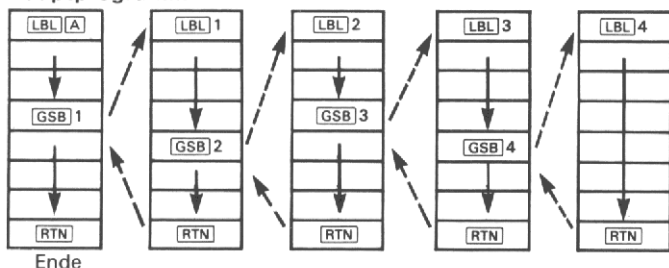 LBL A LBL 1 LBL 2 LBL 3 LBL 4
GSB 1 GSB 3
GSB 2 GSB 4
RTN RTN RTN RTN RTN
Ende